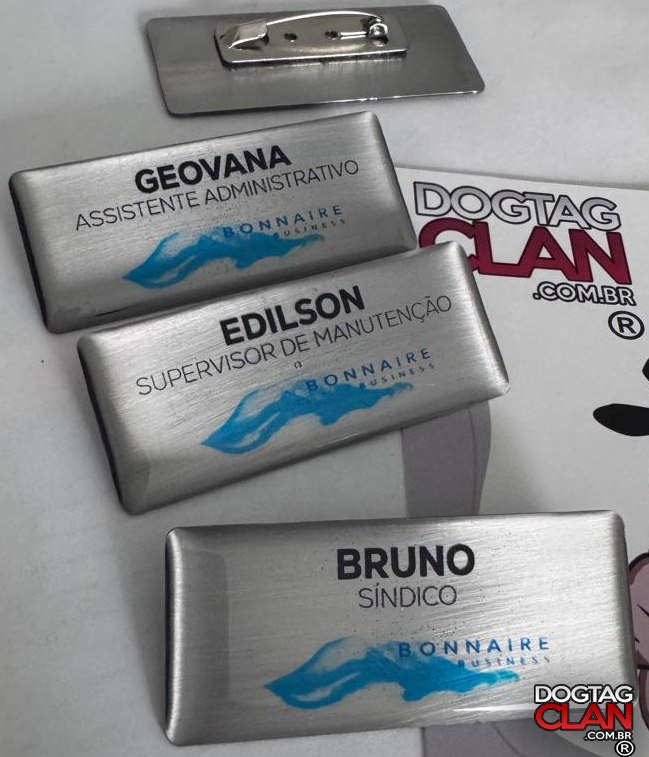 GEOVANA
ASSISTENTE ADMINISTRATIVO
BONNAIRE
BUSINESS
DOGTAG
CLAN
.COM.BR
®
EDILSON
SUPERVISOR DE MANUTENÇÃO
BONNAIRE
BUSINESS
BRUNO
SÍNDICO
BONNAIRE
BUSINESS
DOGTAG
CLAN
.COM.BR
®